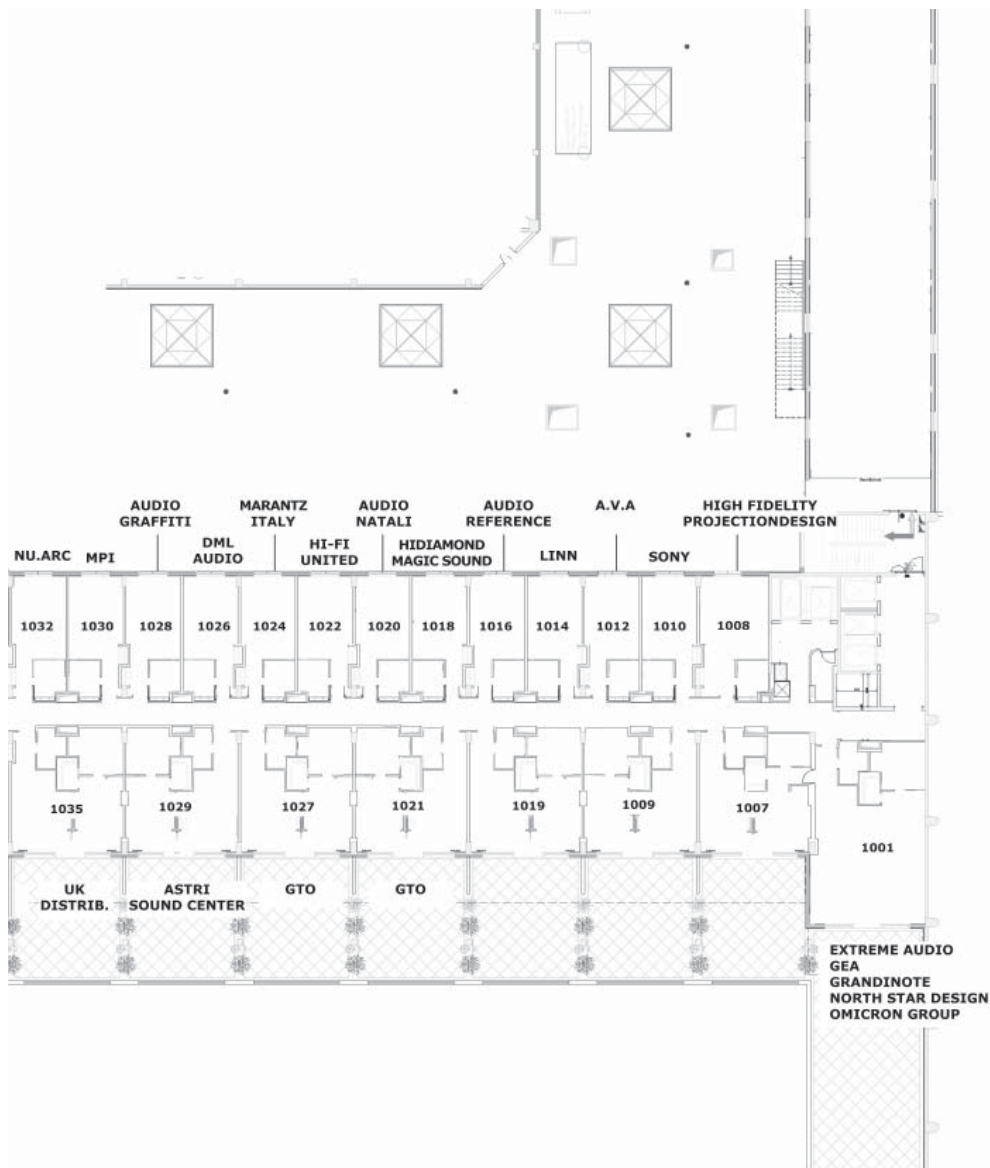 AUDIO
GRAFFITI
MARANTZ
ITALY
AUDIO
NATALI
AUDIO
REFERENCE
A.V.A
HIGH FIDELITY
PROJECTIONDESIGN
NU.ARC
MPI
DML
AUDIO
HI-FI
UNITED
HIDIAMOND
MAGIC SOUND
LINN
SONY
1032
1030
1028
1026
1024
1022
1020
1018
1016
1014
1012
1010
1008
1035
1029
1027
1021
1019
1009
1007
1001
UK
DISTRIB.
ASTRI
SOUND CENTER
GTO
GTO
EXTREME AUDIO
GEA
GRANDINOTE
NORTH STAR DESIGN
OMICRON GROUP